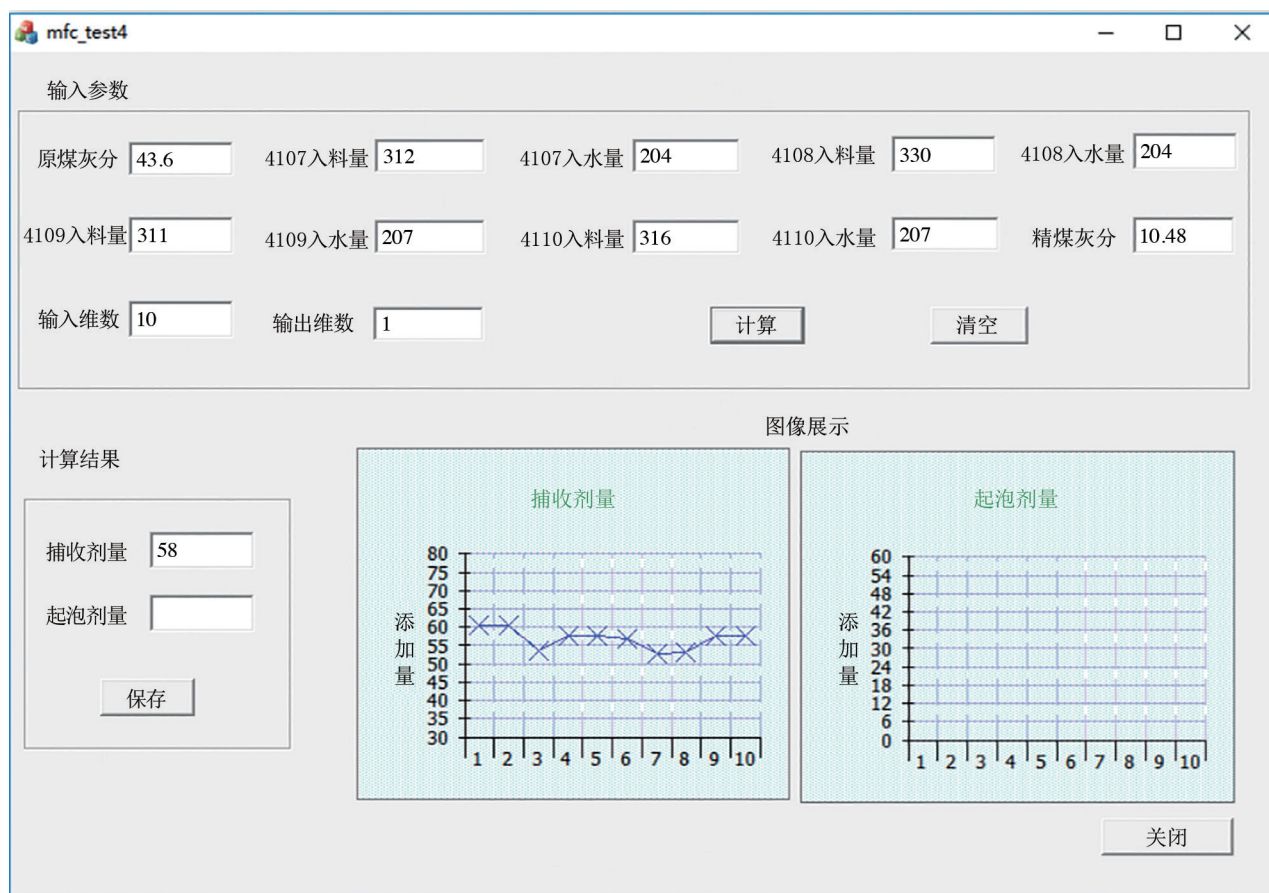 mfc_test4
输入参数
原煤灰分 43.6 4107入料量 312 4107入水量 204 4108入料量 330 4108入水量 204
4109入料量 311 4109入水量 207 4110入料量 316 4110入水量 207 精煤灰分 10.48
输入维数 10 输出维数 1 计算 清空
图像展示
计算结果
捕收剂量 58
起泡剂量
保存
捕收剂量
添加量
80
75
70
65
60
55
50
45
40
35
30
1 2 3 4 5 6 7 8 9 10
起泡剂量
添加量
60
54
48
42
36
30
24
18
12
6
0
1 2 3 4 5 6 7 8 9 10
关闭